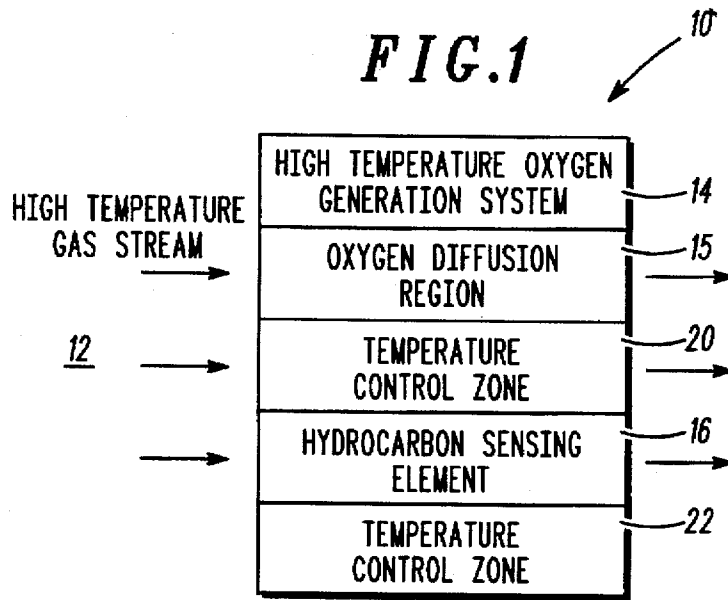 FIG.1
10
HIGH TEMPERATURE OXYGEN
GENERATION SYSTEM
14
HIGH TEMPERATURE
GAS STREAM
OXYGEN DIFFUSION
REGION
15
12
TEMPERATURE
CONTROL ZONE
20
HYDROCARBON SENSING
ELEMENT
16
TEMPERATURE
CONTROL ZONE
22